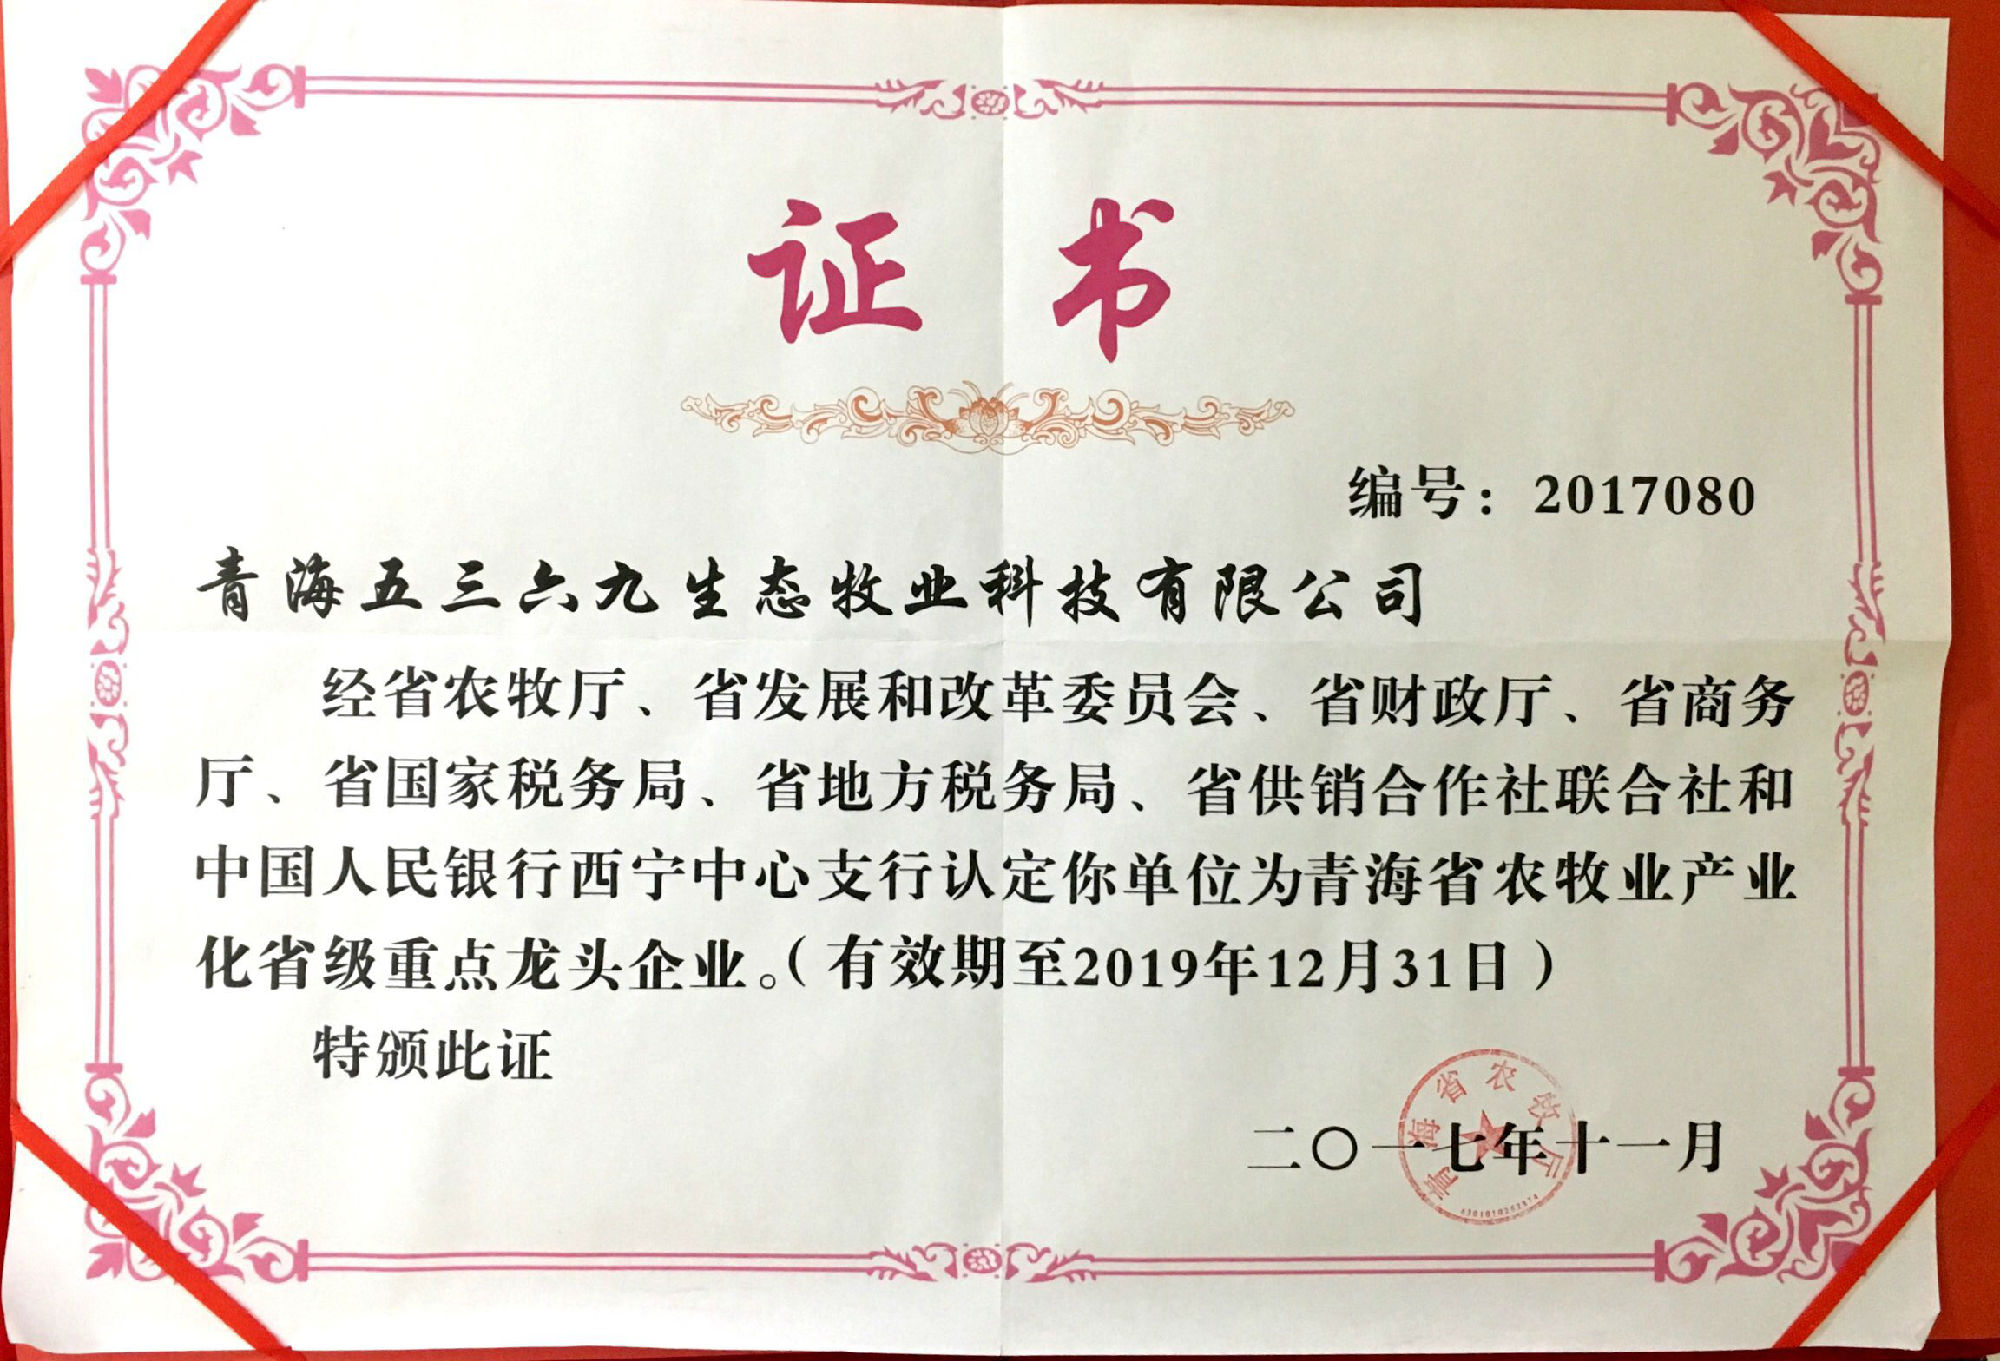 证书
编号：2017080
青海五三六九生态牧业科技有限公司
经省农牧厅、省发展和改革委员会、省财政厅、省商务
厅、省国家税务局、省地方税务局、省供销合作社联合社和
中国人民银行西宁中心支行认定你单位为青海省农牧业产业
化省级重点龙头企业。（有效期至2019年12月31日）
特颁此证
青海省农牧厅
二〇一七年十一月